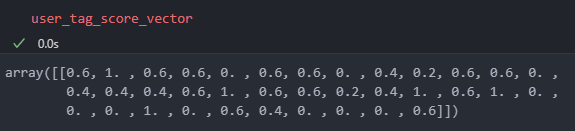 user_tag_score_vector
✓ 0.0s
array([[0.6, 1. , 0.6, 0.6, 0. , 0.6, 0.6, 0. , 0.4, 0.2, 0.6, 0.6, 0. ,
0.4, 0.4, 0.4, 0.6, 1. , 0.6, 0.6, 0.2, 0.4, 1. , 0.6, 1. , 0. ,
0. , 0. , 1. , 0. , 0.6, 0.4, 0. , 0. , 0. , 0.6]])